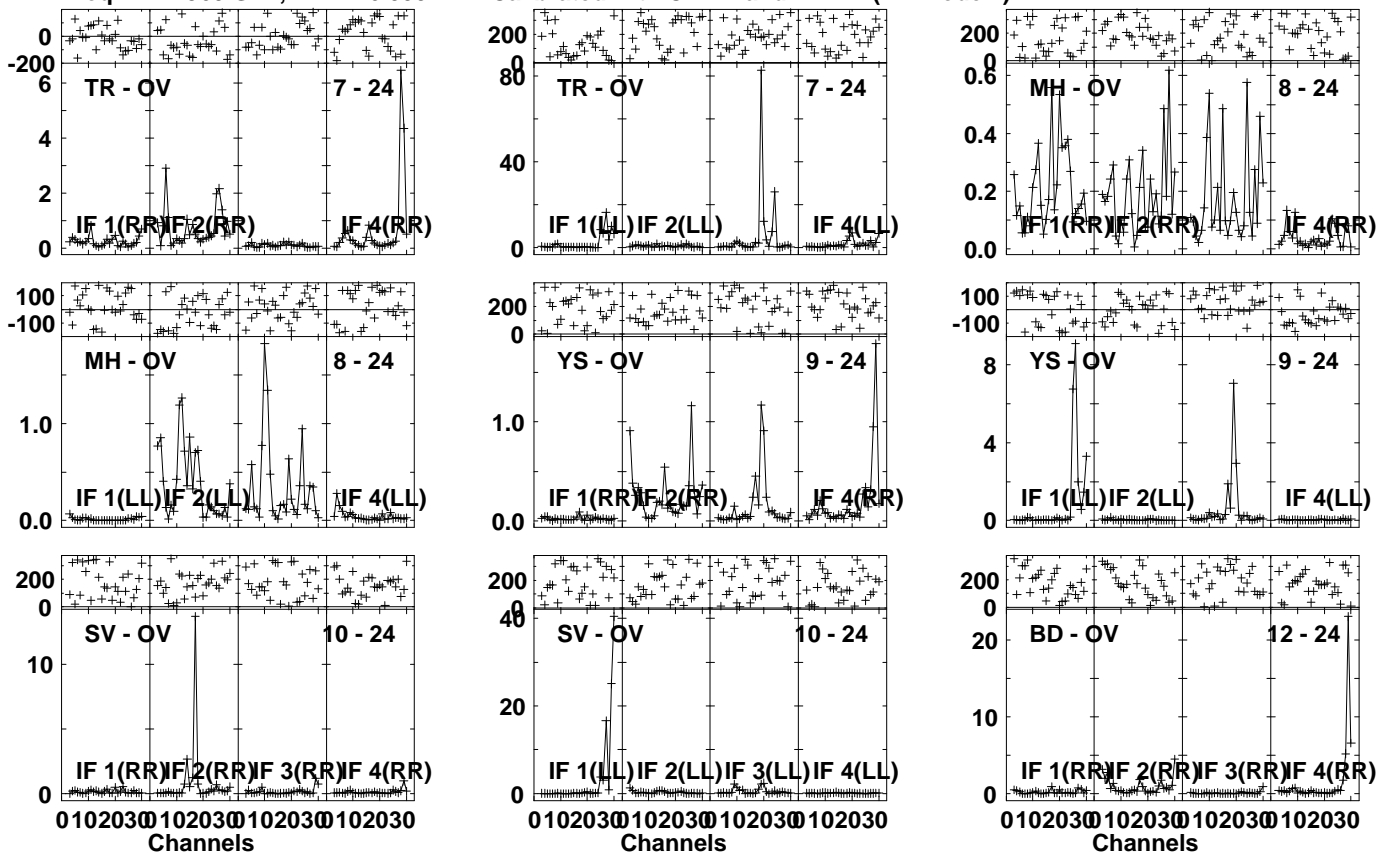 200
200
0
0
-200
0
6
4
2
0
TR - OV
7 - 24
IF 1(RR)
IF 2(RR)
IF 4(RR)
80
40
0
TR - OV
7 - 24
IF 1(LL)
IF 2(LL)
IF 4(LL)
0.6
0.4
0.2
0.0
MH - OV
8 - 24
IF 1(RR)
IF 2(RR)
IF 4(RR)
100
-100
200
0
100
-100
1.0
0.0
MH - OV
8 - 24
IF 1(LL)
IF 2(LL)
IF 4(LL)
1.0
0.0
YS - OV
9 - 24
IF 1(RR)
IF 2(RR)
IF 4(RR)
8
4
0
YS - OV
9 - 24
IF 1(LL)
IF 2(LL)
IF 4(LL)
200
0
200
0
200
0
10
0
SV - OV
10 - 24
IF 1(RR)
IF 2(RR)
IF 3(RR)
IF 4(RR)
40
20
0
SV - OV
10 - 24
IF 1(LL)
IF 2(LL)
IF 3(LL)
IF 4(LL)
20
10
0
BD - OV
12 - 24
IF 1(RR)
IF 2(RR)
IF 3(RR)
IF 4(RR)
0102030 0102030 0102030 0102030
Channels
0102030 0102030 0102030 0102030
Channels
0102030 0102030 0102030 0102030
Channels